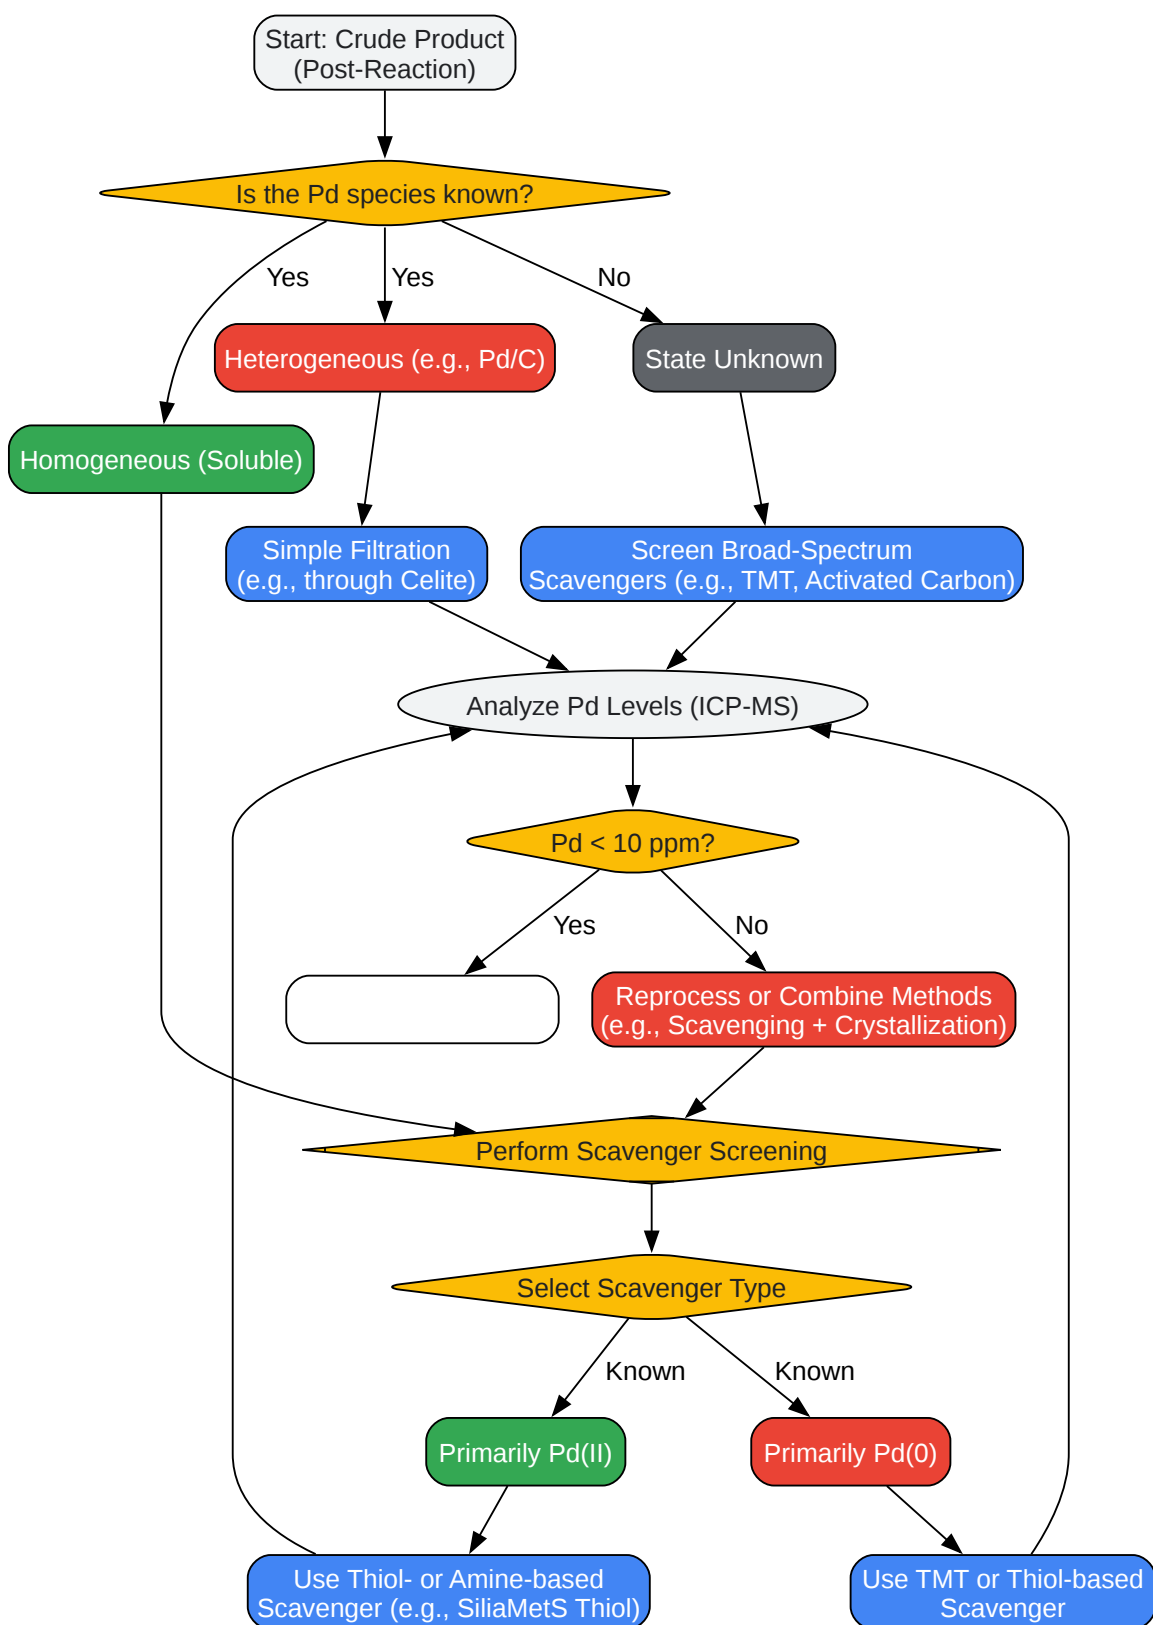 Start: Crude Product
(Post-Reaction)
Is the Pd species known?
Yes
Yes
No
Heterogeneous (e.g., Pd/C)
State Unknown
Homogeneous (Soluble)
Simple Filtration
(e.g., through Celite)
Screen Broad-Spectrum
Scavengers (e.g., TMT, Activated Carbon)
Analyze Pd Levels (ICP-MS)
Pd < 10 ppm?
Yes
No
Reprocess or Combine Methods
(e.g., Scavenging + Crystallization)
Perform Scavenger Screening
Select Scavenger Type
Known
Known
Primarily Pd(II)
Primarily Pd(0)
Use Thiol- or Amine-based
Scavenger (e.g., SiliaMetS Thiol)
Use TMT or Thiol-based
Scavenger